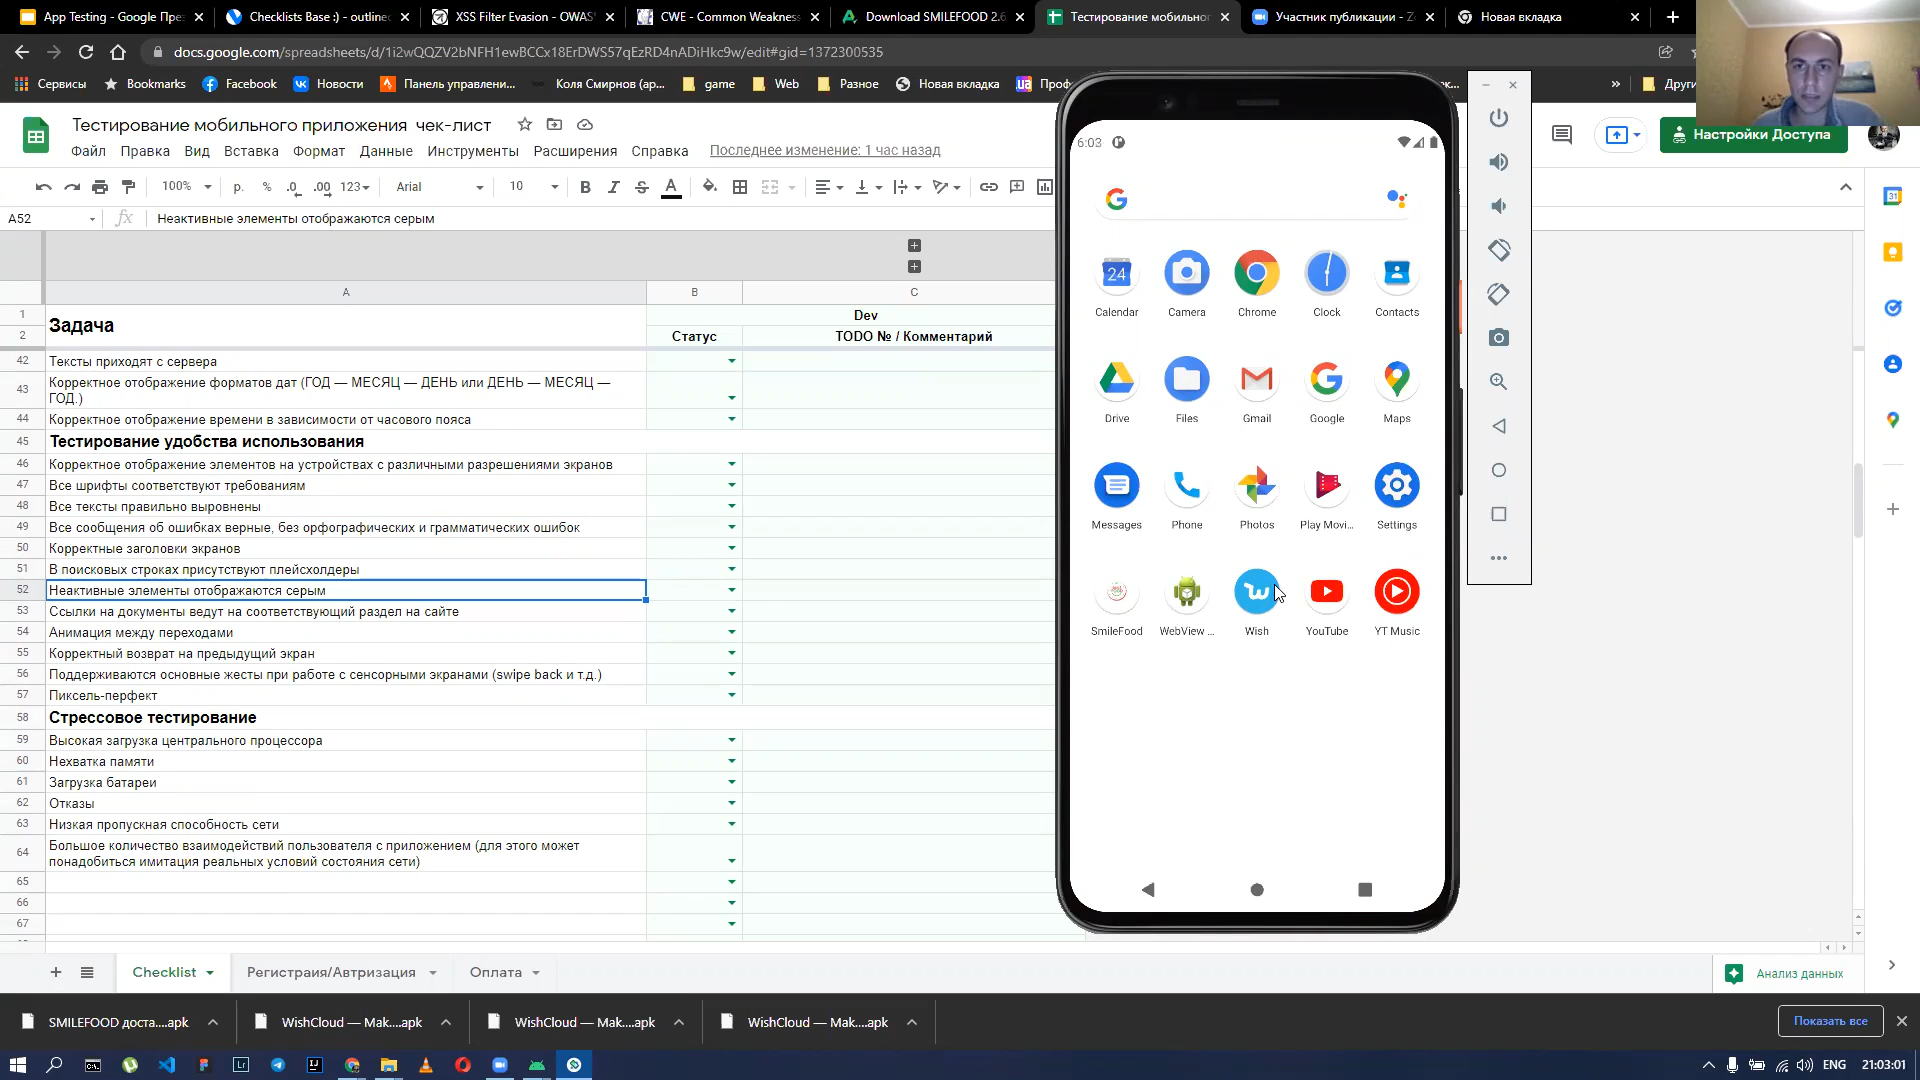 App Testing - Google Пре:
Checklists Base :) - outline
XSS Filter Evasion - OWAS
CWE - Common Weakness
Download SMILEFOOD 2.6
Тестирование мобильног
Участник публикации - Zo
Новая вкладка
docs.google.com/spreadsheets/d/1i2wQQZV2bNFH1ewBCCx18ErDWS57qEzRD4nADiHkc9w/edit#gid=1372300535
Сервисы
Bookmarks
Facebook
Новости
Панель управлени...
Коля Смирнов (ар...
game
Web
Разное
Новая вкладка
Проф
к...
»
Други
Тестирование мобильного приложения чек-лист
Настройки Доступа
Файл Правка Вид Вставка Формат Данные Инструменты Расширения Справка
Последнее изменение: 1 час назад
100% р. % .0 .00 123 Arial 10 B I S A
A52
fx
Неактивные элементы отображаются серым
A B C
1 Задача Dev
2 Статус TODO № / Комментарий
42 Тексты приходят с сервера
43 Корректное отображение форматов дат (ГОД — МЕСЯЦ — ДЕНЬ или ДЕНЬ — МЕСЯЦ —
ГОД.)
44 Корректное отображение времени в зависимости от часового пояса
45 Тестирование удобства использования
46 Корректное отображение элементов на устройствах с различными разрешениями экранов
47 Все шрифты соответствуют требованиям
48 Все тексты правильно выровнены
49 Все сообщения об ошибках верные, без орфографических и грамматических ошибок
50 Корректные заголовки экранов
51 В поисковых строках присутствуют плейсхолдеры
52 Неактивные элементы отображаются серым
53 Ссылки на документы ведут на соответствующий раздел на сайте
54 Анимация между переходами
55 Корректный возврат на предыдущий экран
56 Поддерживаются основные жесты при работе с сенсорными экранами (swipe back и т.д.)
57 Пиксель-перфект
58 Стрессовое тестирование
59 Высокая загрузка центрального процессора
60 Нехватка памяти
61 Загрузка батареи
62 Отказы
63 Низкая пропускная способность сети
64 Большое количество взаимодействий пользователя с приложением (для этого может
понадобиться имитация реальных условий состояния сети)
65
66
67
6:03
24
Calendar Camera Chrome Clock Contacts
Drive Files Gmail Google Maps
Messages Phone Photos Play Movi... Settings
SmileFood WebView ... Wish YouTube YT Music
31
Checklist
Регистраия/Автризация
Оплата
Анализ данных
SMILEFOOD доста....apk
WishCloud — Mak....apk
WishCloud — Mak....apk
WishCloud — Mak....apk
Показать все
ENG
21:03:01